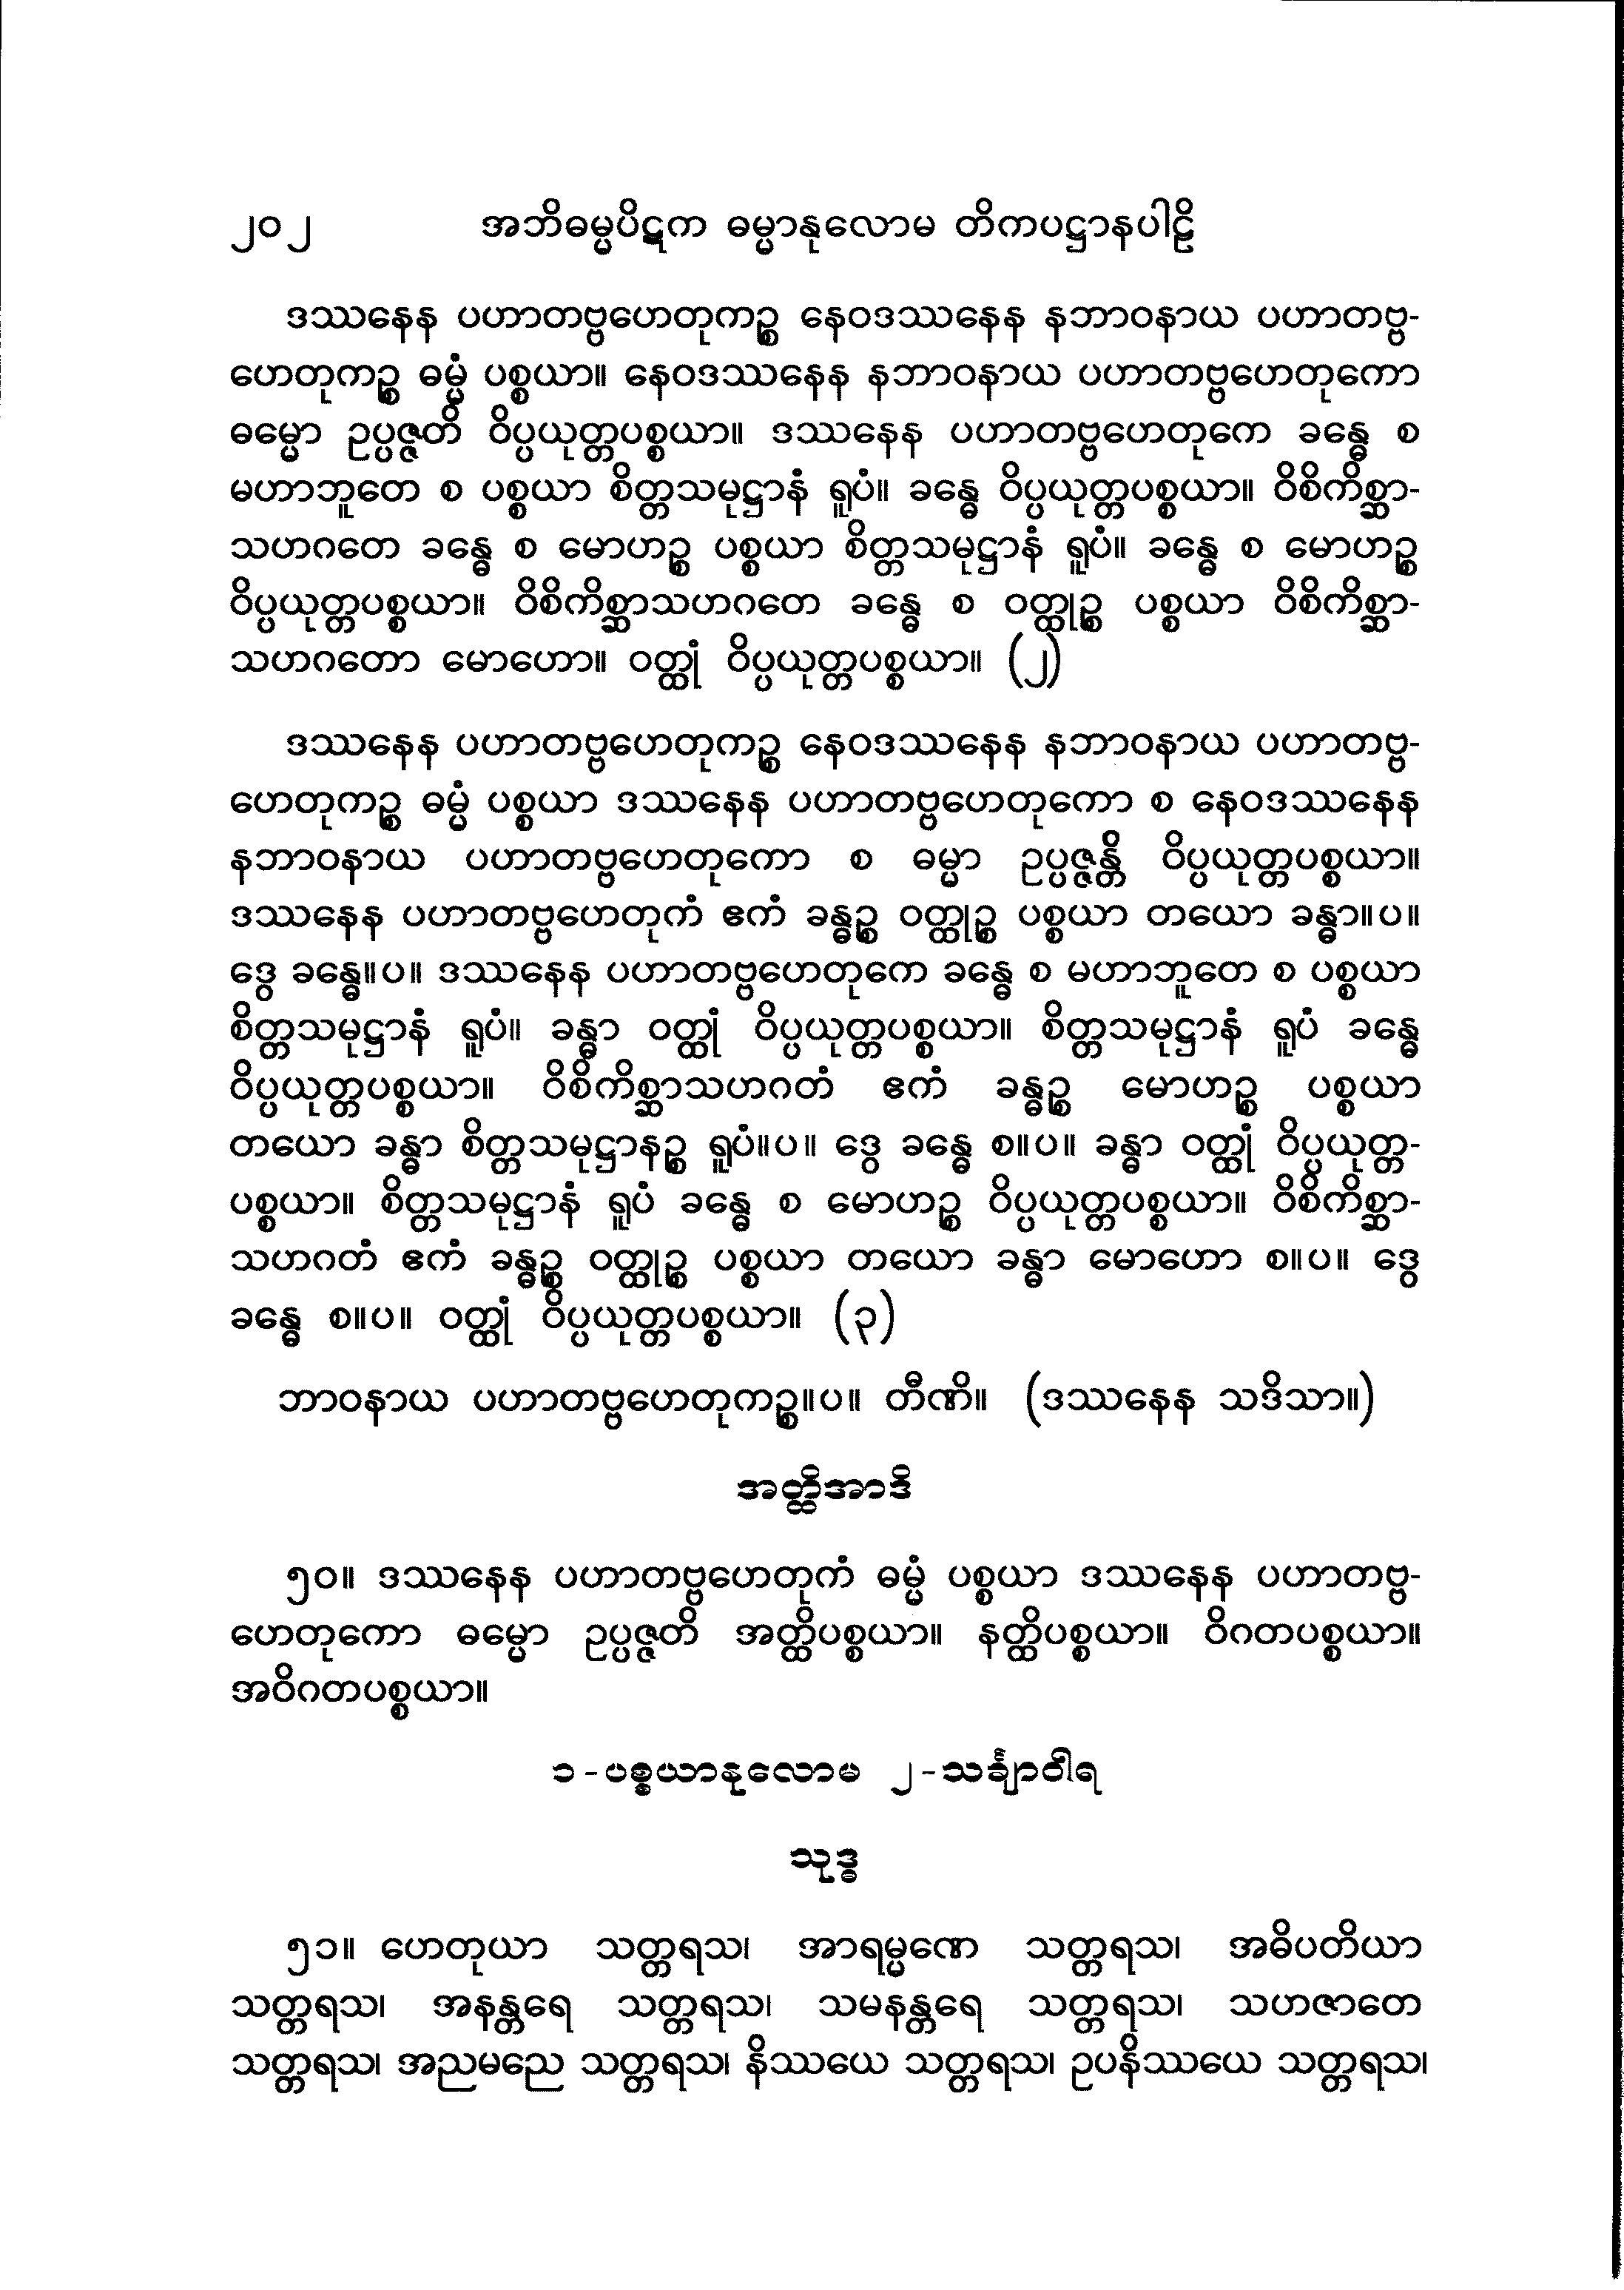 ၂၀၂ အဘိဓမ္မပိဋက ဓမ္မာနုလောမ တိကပဋ္ဌာနပါဠိ
ဒဿနေန ပဟာတဗ္ဗဟေတုကဉ္စ နေဝဒဿနေန နဘာဝနာယ ပဟာတဗ္ဗ-
ဟေတုကဉ္စ ဓမ္မံ ပစ္စယာ။ နေဝဒဿနေန နဘာဝနာယ ပဟာတဗ္ဗဟေတုကော
ဓမ္မော ဥပ္ပဇ္ဇတိ ဝိပ္ပယုတ္တပစ္စယာ။ ဒဿနေန ပဟာတဗ္ဗဟေတုကေ ခန္ဓေ စ
မဟာဘူတေ စ ပစ္စယာ စိတ္တသမုဋ္ဌာနံ ရူပံ။ ခန္ဓေ ဝိပ္ပယုတ္တပစ္စယာ။ ဝိစိကိစ္ဆာ-
သဟဂတေ ခန္ဓေ စ မောဟဉ္စ ပစ္စယာ စိတ္တသမုဋ္ဌာနံ ရူပံ။ ခန္ဓေ စ မောဟဉ္စ
ဝိပ္ပယုတ္တပစ္စယာ။ ဝိစိကိစ္ဆာသဟဂတေ ခန္ဓေ စ ဝတ္ထုဉ္စ ပစ္စယာ ဝိစိကိစ္ဆာ-
သဟဂတော မောဟော။ ဝတ္ထုံ ဝိပ္ပယုတ္တပစ္စယာ။ (၂)
ဒဿနေန ပဟာတဗ္ဗဟေတုကဉ္စ နေဝဒဿနေန နဘာဝနာယ ပဟာတဗ္ဗ-
ဟေတုကဉ္စ ဓမ္မံ ပစ္စယာ ဒဿနေန ပဟာတဗ္ဗဟေတုကော စ နေဝဒဿနေန
နဘာဝနာယ ပဟာတဗ္ဗဟေတုကော စ ဓမ္မာ ဥပ္ပဇ္ဇန္တိ ဝိပ္ပယုတ္တပစ္စယာ။
ဒဿနေန ပဟာတဗ္ဗဟေတုကံ ဧကံ ခန္ဓဉ္စ ဝတ္ထုဉ္စ ပစ္စယာ တယော ခန္ဓာ။ပ။
ဒွေ ခန္ဓေ။ပ။ ဒဿနေန ပဟာတဗ္ဗဟေတုကေ ခန္ဓေ စ မဟာဘူတေ စ ပစ္စယာ
စိတ္တသမုဋ္ဌာနံ ရူပံ။ ခန္ဓာ ဝတ္ထုံ ဝိပ္ပယုတ္တပစ္စယာ။ စိတ္တသမုဋ္ဌာနံ ရူပံ ခန္ဓေ
ဝိပ္ပယုတ္တပစ္စယာ။ ဝိစိကိစ္ဆာသဟဂတံ ဧကံ ခန္ဓဉ္စ မောဟဉ္စ ပစ္စယာ
တယော ခန္ဓာ စိတ္တသမုဋ္ဌာနဉ္စ ရူပံ။ပ။ ဒွေ ခန္ဓေ စ။ပ။ ခန္ဓာ ဝတ္ထုံ ဝိပ္ပယုတ္တ-
ပစ္စယာ။ စိတ္တသမုဋ္ဌာနံ ရူပံ ခန္ဓေ စ မောဟဉ္စ ဝိပ္ပယုတ္တပစ္စယာ။ ဝိစိကိစ္ဆာ-
သဟဂတံ ဧကံ ခန္ဓဉ္စ ဝတ္ထုဉ္စ ပစ္စယာ တယော ခန္ဓာ မောဟော စ။ပ။ ဒွေ
ခန္ဓေ စ။ပ။ ဝတ္ထုံ ဝိပ္ပယုတ္တပစ္စယာ။ (၃)
ဘာဝနာယ ပဟာတဗ္ဗဟေတုကဉ္စ။ပ။ တီဏိ။ (ဒဿနေန သဒိသာ။)
အတ္ထိအာဒိ
၅၀။ ဒဿနေန ပဟာတဗ္ဗဟေတုကံ ဓမ္မံ ပစ္စယာ ဒဿနေန ပဟာတဗ္ဗ-
ဟေတုကော ဓမ္မော ဥပ္ပဇ္ဇတိ အတ္ထိပစ္စယာ။ နတ္ထိပစ္စယာ။ ဝိဂတပစ္စယာ။
အဝိဂတပစ္စယာ။
၁-ပစ္စယာနုလောမ ၂-သင်္ချာဝါရ
သုဒ္ဓ
၅၁။ ဟေတုယာ သတ္တရသ၊ အာရမ္မဏေ သတ္တရသ၊ အဓိပတိယာ
သတ္တရသ၊ အနန္တရေ သတ္တရသ၊ သမနန္တရေ သတ္တရသ၊ သဟဇာတေ
သတ္တရသ၊ အညမညေ သတ္တရသ၊ နိဿယေ သတ္တရသ၊ ဥပနိဿယေ သတ္တရသ၊